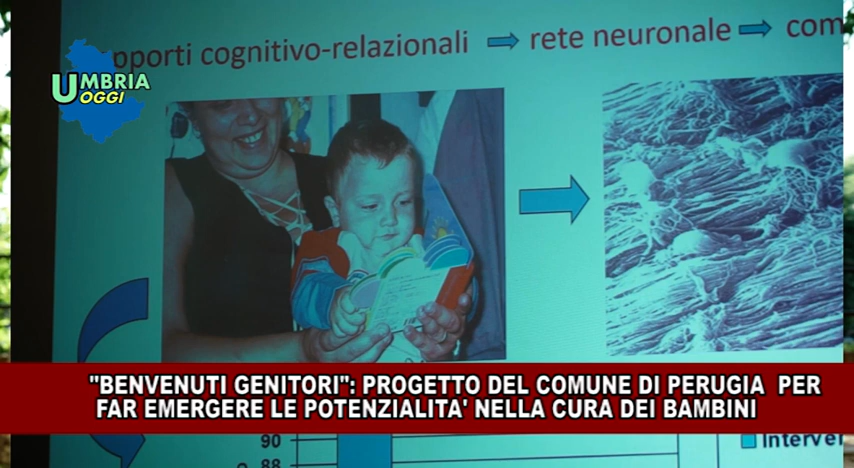 pporti cognitivo-relazionali → rete neuronale → com
UMBRIA
OGGI
"BENVENUTI GENITORI": PROGETTO DEL COMUNE DI PERUGIA PER
FAR EMERGERE LE POTENZIALITA' NELLA CURA DEI BAMBINI
90
88
Interver